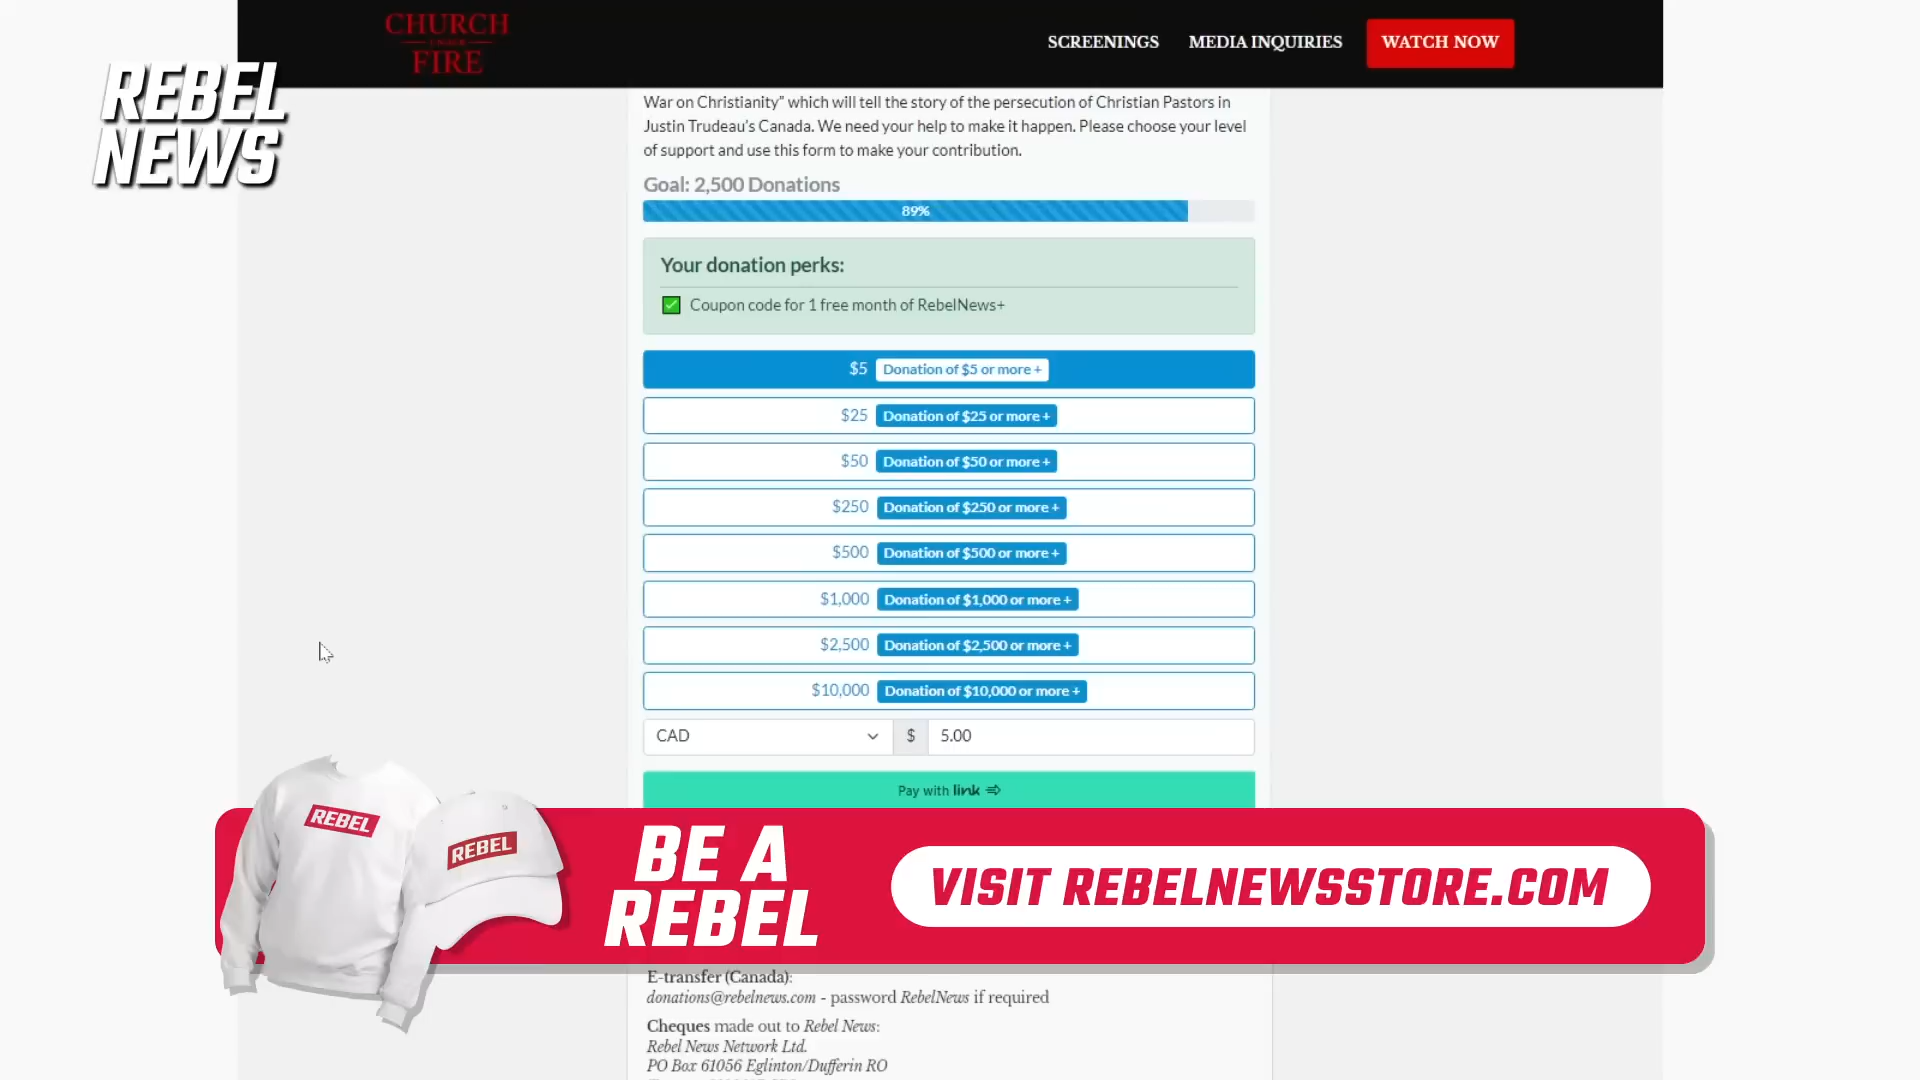 CHURCH
UNDER
FIRE
SCREENINGS
MEDIA INQUIRIES
WATCH NOW
REBEL
NEWS
War on Christianity” which will tell the story of the persecution of Christian Pastors in
Justin Trudeau’s Canada. We need your help to make it happen. Please choose your level
of support and use this form to make your contribution.
Goal: 2,500 Donations
89%
Your donation perks:
Coupon code for 1 free month of RebelNews+
$5 Donation of $5 or more +
$25 Donation of $25 or more +
$50 Donation of $50 or more +
$250 Donation of $250 or more +
$500 Donation of $500 or more +
$1,000 Donation of $1,000 or more +
$2,500 Donation of $2,500 or more +
$10,000 Donation of $10,000 or more +
CAD $ 5.00
Pay with link
REBEL
REBEL
BE A
REBEL
VISIT REBELNEWSSTORE.COM
E-transfer (Canada):
donations@rebelnews.com - password RebelNews if required
Cheques made out to Rebel News:
Rebel News Network Ltd.
PO Box 61056 Eglinton/Dufferin RO